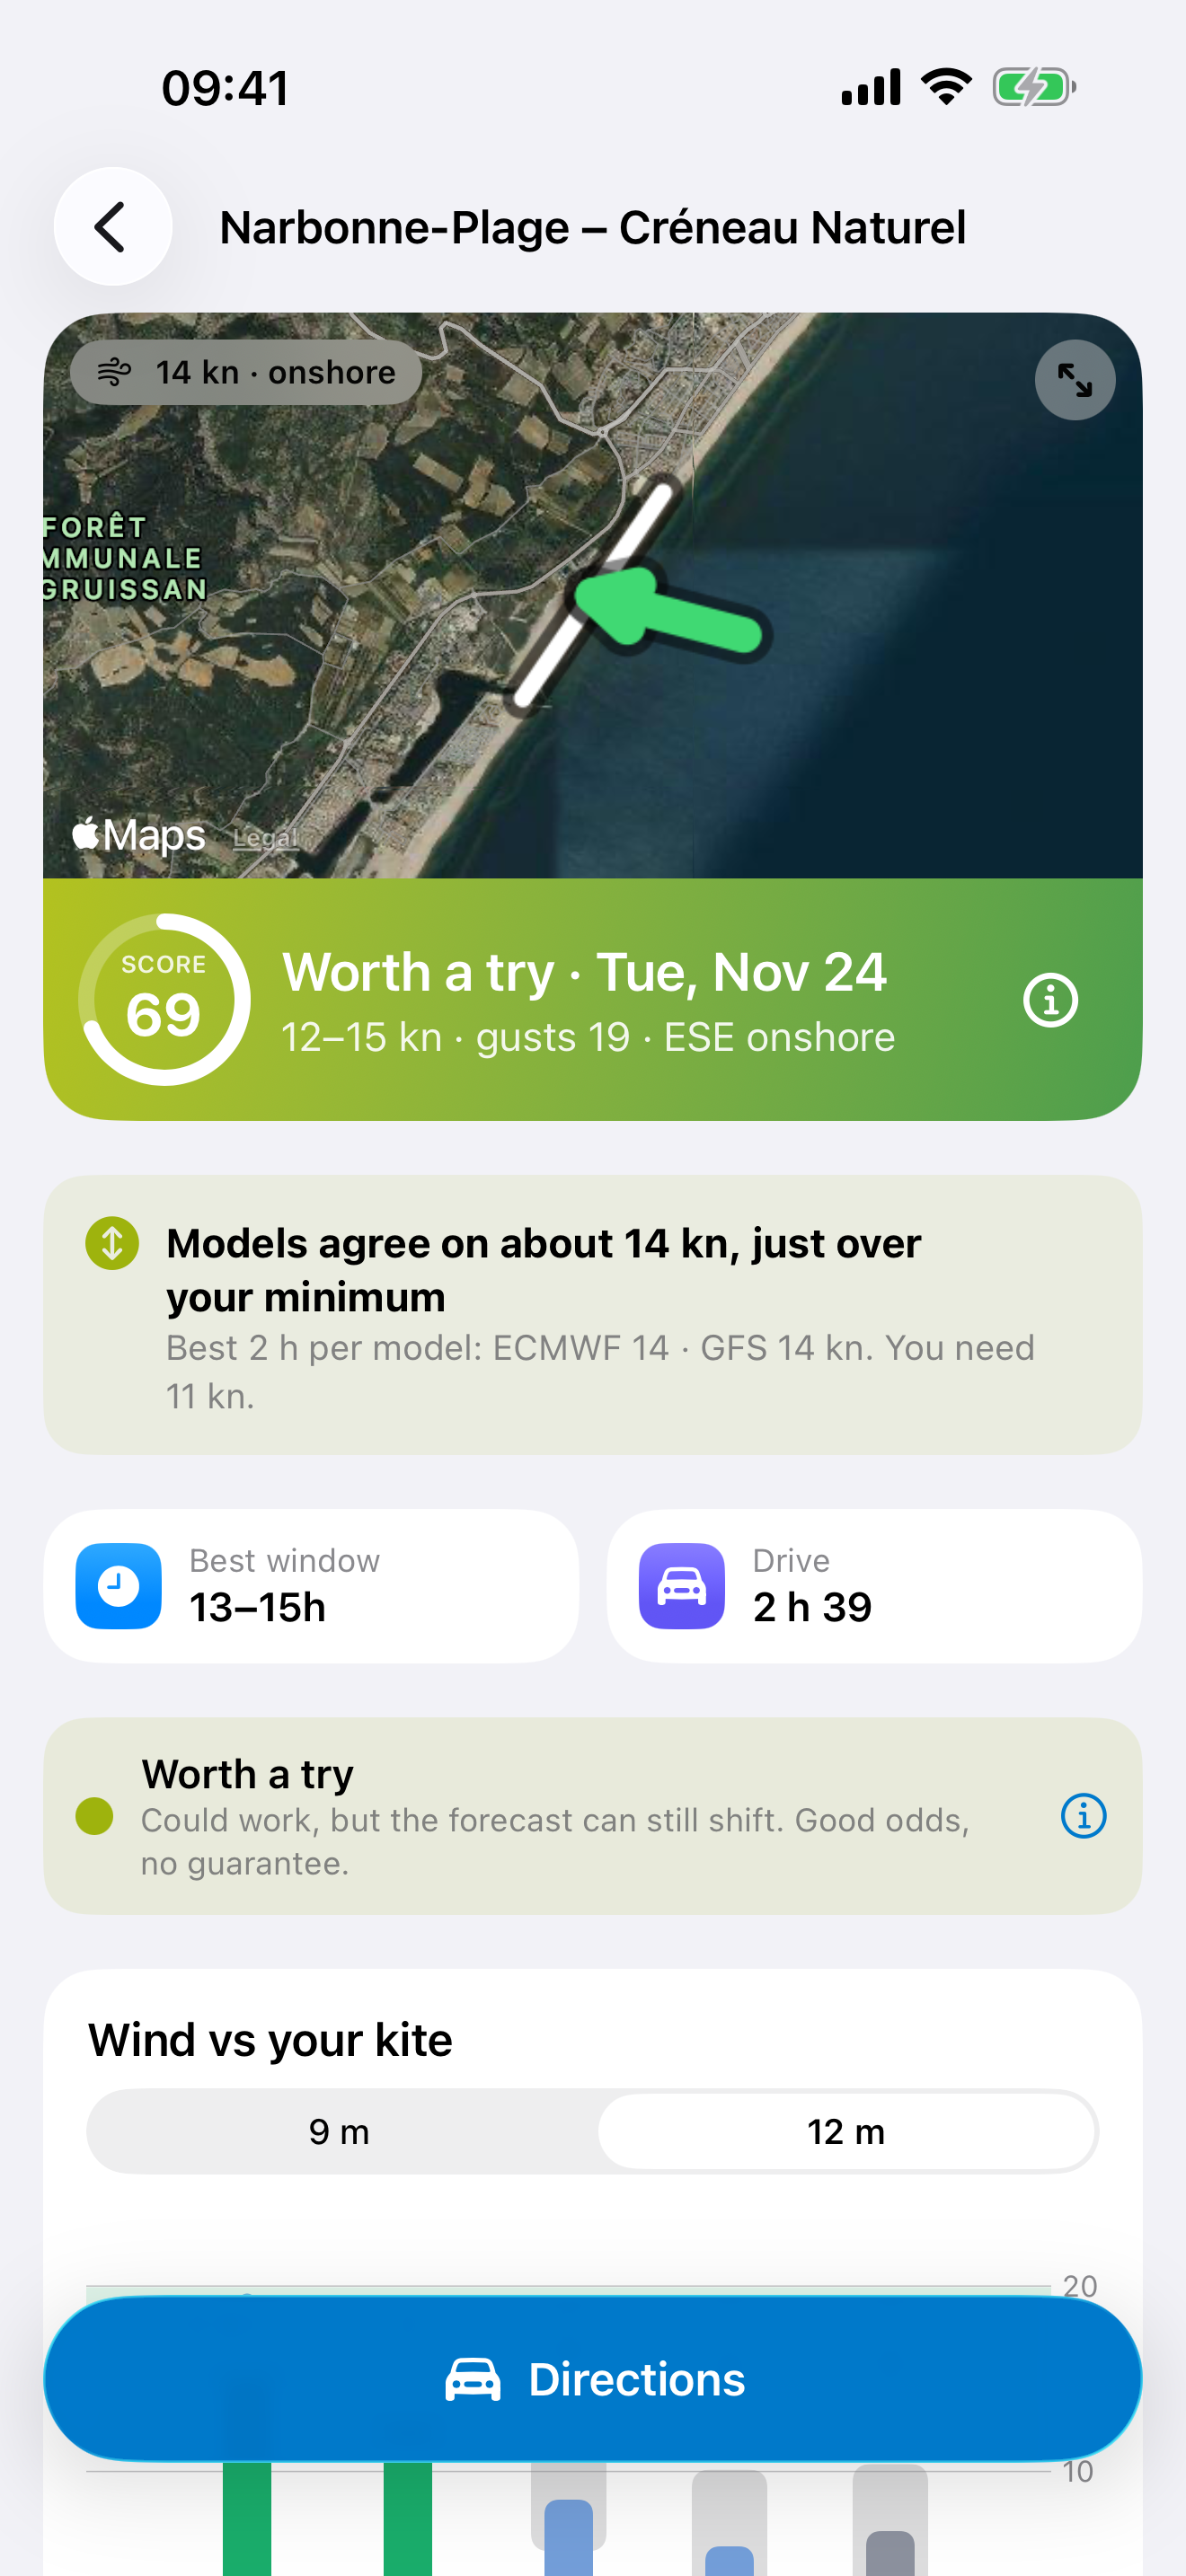 09:41
Narbonne-Plage – Créneau Naturel
14 kn · onshore
FORÊT
MMUNALE
GRUISSAN
Maps Legal
SCORE
69
Worth a try · Tue, Nov 24
12–15 kn · gusts 19 · ESE onshore
Models agree on about 14 kn, just over
your minimum
Best 2 h per model: ECMWF 14 · GFS 14 kn. You need
11 kn.
Best window
13–15h
Drive
2 h 39
Worth a try
Could work, but the forecast can still shift. Good odds,
no guarantee.
Wind vs your kite
9 m
12 m
20
Directions
10